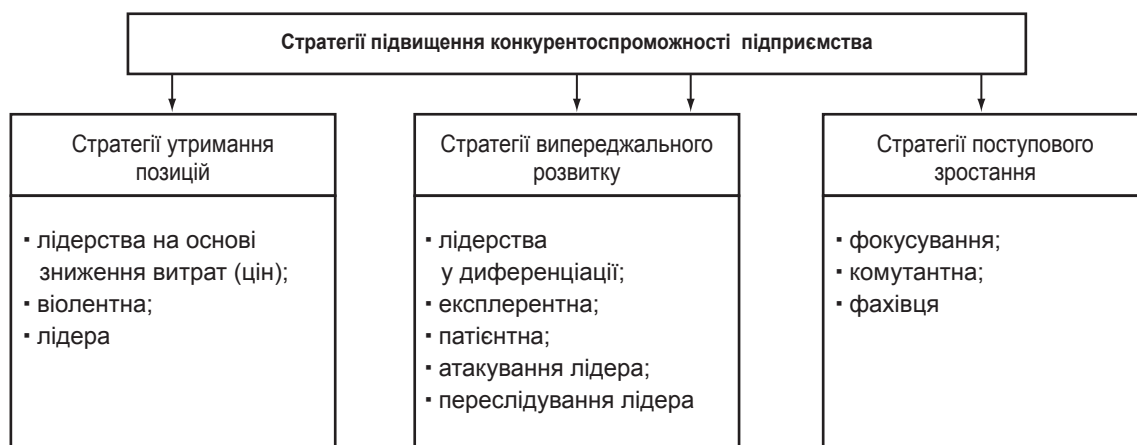 Стратегії підвищення конкурентоспроможності підприємства
Стратегії утримання
позицій
▪ лідерства на основі
зниження витрат (цін);
▪ віолентна;
▪ лідера
Стратегії випереджального
розвитку
▪ лідерства
у диференціації;
▪ експлерентна;
▪ патієнтна;
▪ атакування лідера;
▪ переслідування лідера
Стратегії поступового
зростання
▪ фокусування;
▪ комутантна;
▪ фахівця